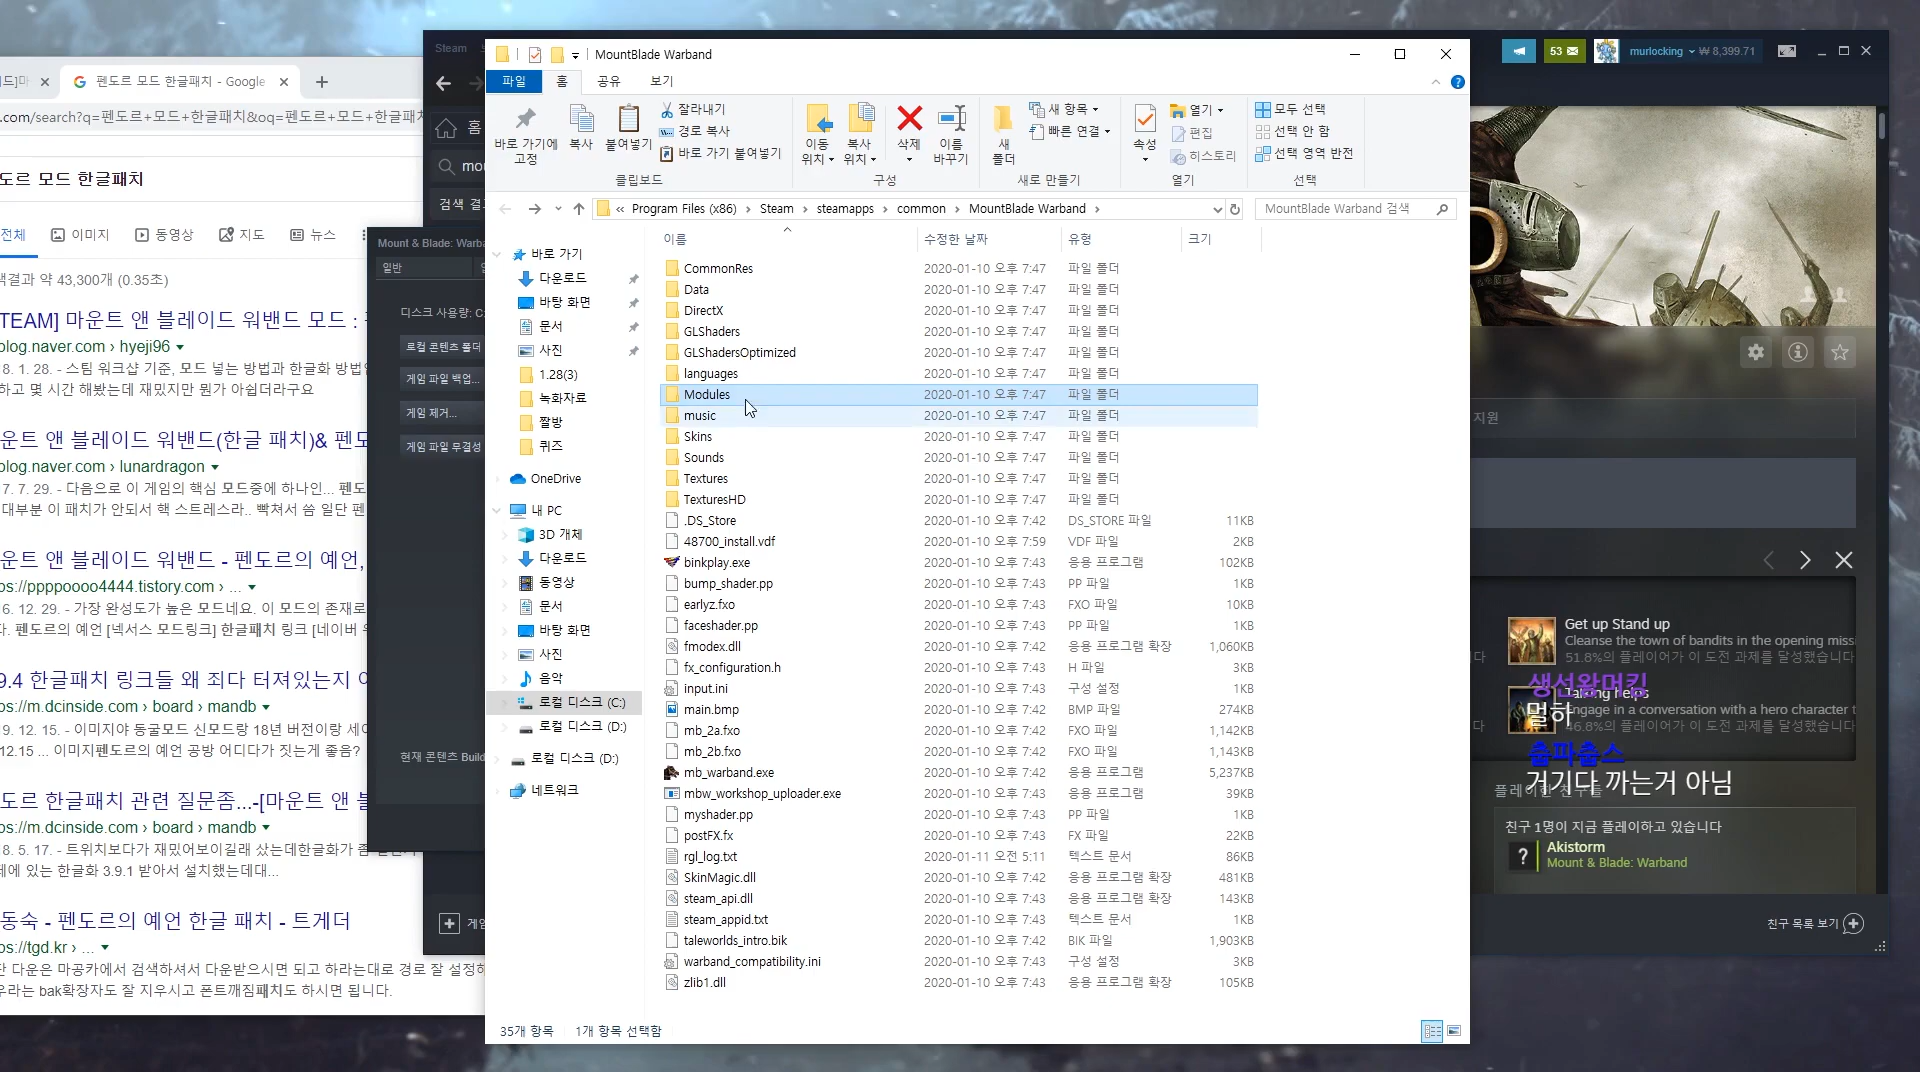 Steam
53
murlocking
₩ 8,399.71
MountBlade Warband
파일
홈
공유
보기
펜도르 모드 한글패치 - Google
.com/search?q=펜도르+모드+한글패치&oq=펜도르+모드+한글패치
도르 모드 한글패치
전체
이미지
동영상
지도
뉴스
색결과 약 43,300개 (0.35초)
TEAM] 마운트 앤 블레이드 워밴드 모드 :
blog.naver.com › hyeji96
8. 1. 28. - 스팀 워크샵 기준, 모드 넣는 방법과 한글화 방법
하고 몇 시간 해봤는데 재밌지만 뭔가 아쉽더라구요
운트 앤 블레이드 워밴드(한글 패치)& 펜도
blog.naver.com › lunardragon
7. 7. 29. - 다음으로 이 게임의 핵심 모드중에 하나인... 펜도
대부분 이 패치가 안되서 핵 스트레스라.. 빡쳐서 씀 일단 펜
운트 앤 블레이드 워밴드 - 펜도르의 예언,
ps://ppppoooo4444.tistory.com › ...
6. 12. 29. - 가장 완성도가 높은 모드네요. 이 모드의 존재로
다. 펜도르의 예언 [넥서스 모드링크] 한글패치 링크 [네이버
9.4 한글패치 링크들 왜 죄다 터져있는지
ps://m.dcinside.com › board › mandb
9. 12. 15. - 이미지야 둥굴모드 신모드랑 18년 버전이랑 세
12.15 ... 이미지펜도르의 예언 공방 어디다가 짓는게 좋음?
도르 한글패치 관련 질문좀...-[마운트 앤 블
ps://m.dcinside.com › board › mandb
8. 5. 17. - 트위치보다가 재밌어보이길래 샀는데한글화가 좀
에 있는 한글화 3.9.1 받아서 설치했는데대...
동숙 - 펜도르의 예언 한글 패치 - 트게더
ps://tgd.kr › ...
다운은 마공카에서 검색하셔서 다운받으시면 되고 하라는대로 경로 잘 설정하
우라는 bak확장자도 잘 지우시고 폰트깨짐패치도 하시면 됩니다.
홈
mou
검색 결
Mount & Blade: Warba
일반
디스크 사용량: C:
로컬 콘텐츠 폴더
게임 파일 백업...
게임 제거...
게임 파일 무결성
현재 콘텐츠 Build
바로 가기에 고정
복사
붙여넣기
잘라내기
경로 복사
바로 가기 붙여넣기
클립보드
이동 위치
복사 위치
삭제
이름 바꾸기
구성
새 폴더
새 항목
빠른 연결
새로 만들기
속성
열기
편집
히스토리
열기
모두 선택
선택 안 함
선택 영역 반전
선택
« Program Files (x86) › Steam › steamapps › common › MountBlade Warband ›
MountBlade Warband 검색
바로 가기
다운로드
바탕 화면
문서
사진
1.28(3)
녹화자료
짤방
퀴즈
OneDrive
내 PC
3D 개체
다운로드
동영상
문서
바탕 화면
사진
음악
로컬 디스크 (C:)
로컬 디스크 (D:)
로컬 디스크 (D:)
네트워크
이름 수정한 날짜 유형 크기
CommonRes 2020-01-10 오후 7:47 파일 폴더
Data 2020-01-10 오후 7:47 파일 폴더
DirectX 2020-01-10 오후 7:47 파일 폴더
GLShaders 2020-01-10 오후 7:47 파일 폴더
GLShadersOptimized 2020-01-10 오후 7:47 파일 폴더
languages 2020-01-10 오후 7:47 파일 폴더
Modules 2020-01-10 오후 7:47 파일 폴더
music 2020-01-10 오후 7:47 파일 폴더
Skins 2020-01-10 오후 7:47 파일 폴더
Sounds 2020-01-10 오후 7:47 파일 폴더
Textures 2020-01-10 오후 7:47 파일 폴더
TexturesHD 2020-01-10 오후 7:47 파일 폴더
.DS_Store 2020-01-10 오후 7:42 DS_STORE 파일 11KB
48700_install.vdf 2020-01-10 오후 7:59 VDF 파일 2KB
binkplay.exe 2020-01-10 오후 7:43 응용 프로그램 102KB
bump_shader.pp 2020-01-10 오후 7:43 PP 파일 1KB
earlyz.fxo 2020-01-10 오후 7:43 FXO 파일 10KB
faceshader.pp 2020-01-10 오후 7:43 PP 파일 1KB
fmodex.dll 2020-01-10 오후 7:42 응용 프로그램 확장 1,060KB
fx_configuration.h 2020-01-10 오후 7:43 H 파일 3KB
input.ini 2020-01-10 오후 7:43 구성 설정 1KB
main.bmp 2020-01-10 오후 7:42 BMP 파일 274KB
mb_2a.fxo 2020-01-10 오후 7:42 FXO 파일 1,142KB
mb_2b.fxo 2020-01-10 오후 7:42 FXO 파일 1,143KB
mb_warband.exe 2020-01-10 오후 7:42 응용 프로그램 5,237KB
mbw_workshop_uploader.exe 2020-01-10 오후 7:43 응용 프로그램 39KB
myshader.pp 2020-01-10 오후 7:43 PP 파일 1KB
postFX.fx 2020-01-10 오후 7:43 FX 파일 22KB
rgl_log.txt 2020-01-11 오전 5:11 텍스트 문서 86KB
SkinMagic.dll 2020-01-10 오후 7:42 응용 프로그램 확장 481KB
steam_api.dll 2020-01-10 오후 7:43 응용 프로그램 확장 143KB
steam_appid.txt 2020-01-10 오후 7:43 텍스트 문서 1KB
taleworlds_intro.bik 2020-01-10 오후 7:42 BIK 파일 1,903KB
warband_compatibility.ini 2020-01-10 오후 7:43 구성 설정 3KB
zlib1.dll 2020-01-10 오후 7:43 응용 프로그램 확장 105KB
35개 항목 1개 항목 선택함
지원
Get up Stand up
Cleanse the town of bandits in the opening missi
51.8%의 플레이어가 이 도전 과제를 달성했습니다
생선왕머킹
Talking helps
멀하
Engage in a conversation with a hero character t
46.8%의 플레이어가 이 도전 과제를 달성했습니다
춥파춥스
거기다 까는거 아님
플레이한 친구들
친구 1명이 지금 플레이하고 있습니다
Akistorm
Mount & Blade: Warband
친구 목록 보기